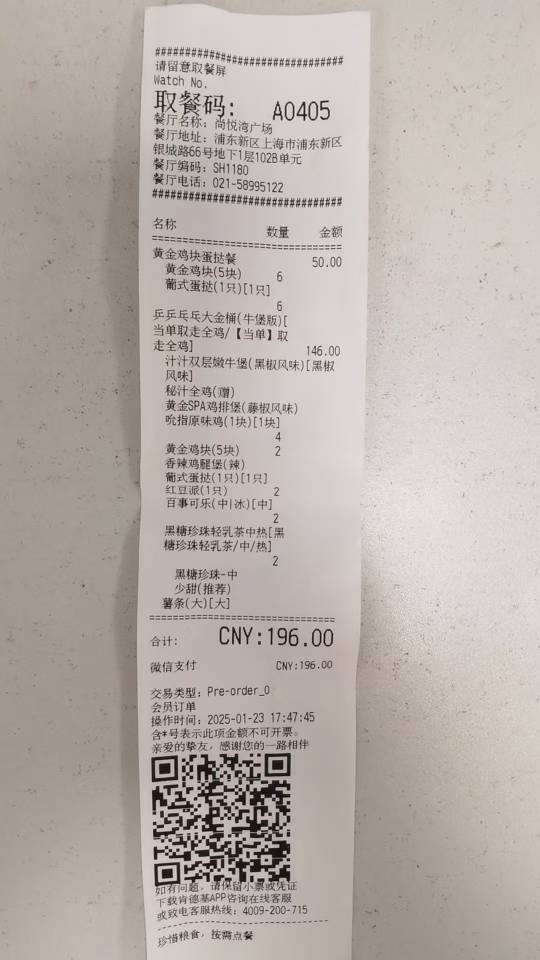 ##################################
请留意取餐屏
Watch No.
取餐码: A0405
餐厅名称: 尚悦湾广场
餐厅地址: 浦东新区上海市浦东新区
银城路66号地下1层102B单元
餐厅编码: SH1180
餐厅电话: 021-58995122
##################################
名称 数量 金额
==================================
黄金鸡块蛋挞餐 50.00
黄金鸡块(5块) 6
葡式蛋挞(1只)[1只]
6
乒乒乓乓大金桶(牛堡版)[
当单取走全鸡/【当单】取
走全鸡] 146.00
汁汁双层嫩牛堡(黑椒风味)[黑椒
风味]
秘汁全鸡(赠)
黄金SPA鸡排堡(藤椒风味)
吮指原味鸡(1块)[1块]
4
黄金鸡块(5块) 2
香辣鸡腿堡(辣)
葡式蛋挞(1只)[1只]
红豆派(1只) 2
百事可乐(中|冰)[中]
2
黑糖珍珠轻乳茶中热[黑
糖珍珠轻乳茶/中/热]
2
黑糖珍珠-中
少甜(推荐)
薯条(大)[大]
==================================
合计: CNY:196.00
微信支付 CNY:196.00
交易类型: Pre-order_0
会员订单
操作时间: 2025-01-23 17:47:45
含*号表示此项金额不可开票。
亲爱的挚友, 感谢您的一路相伴
如有问题, 请保留小票或凭证
下载肯德基APP咨询在线客服
或致电客服热线: 4009-200-715
----------------------------------
珍惜粮食, 按需点餐